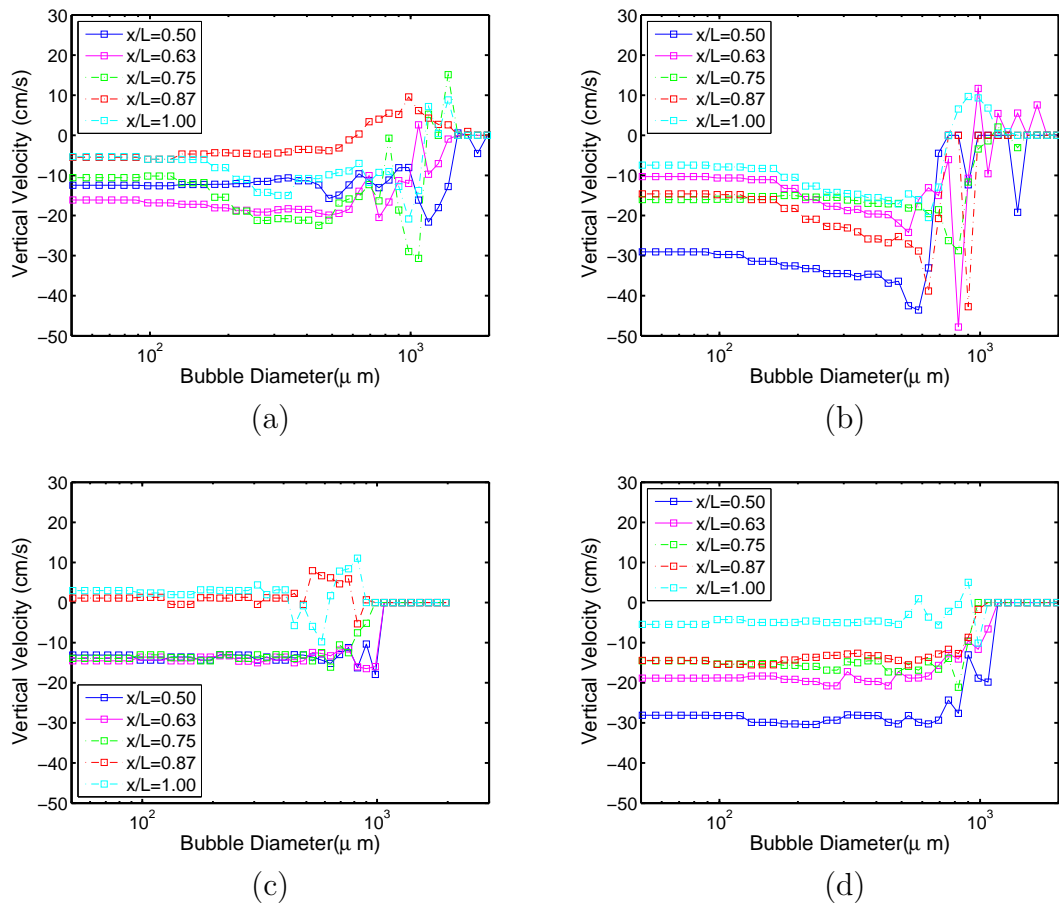 30
20
10
0
−10
−20
−30
−40
−50
Vertical Velocity (cm/s)
x/L=0.50
x/L=0.63
x/L=0.75
x/L=0.87
x/L=1.00
10²
10³
Bubble Diameter(μ m)
(a)
30
20
10
0
−10
−20
−30
−40
−50
Vertical Velocity (cm/s)
x/L=0.50
x/L=0.63
x/L=0.75
x/L=0.87
x/L=1.00
10²
10³
Bubble Diameter(μ m)
(b)
30
20
10
0
−10
−20
−30
−40
−50
Vertical Velocity (cm/s)
x/L=0.50
x/L=0.63
x/L=0.75
x/L=0.87
x/L=1.00
10²
10³
Bubble Diameter(μ m)
(c)
30
20
10
0
−10
−20
−30
−40
−50
Vertical Velocity (cm/s)
x/L=0.50
x/L=0.63
x/L=0.75
x/L=0.87
x/L=1.00
10²
10³
Bubble Diameter(μ m)
(d)